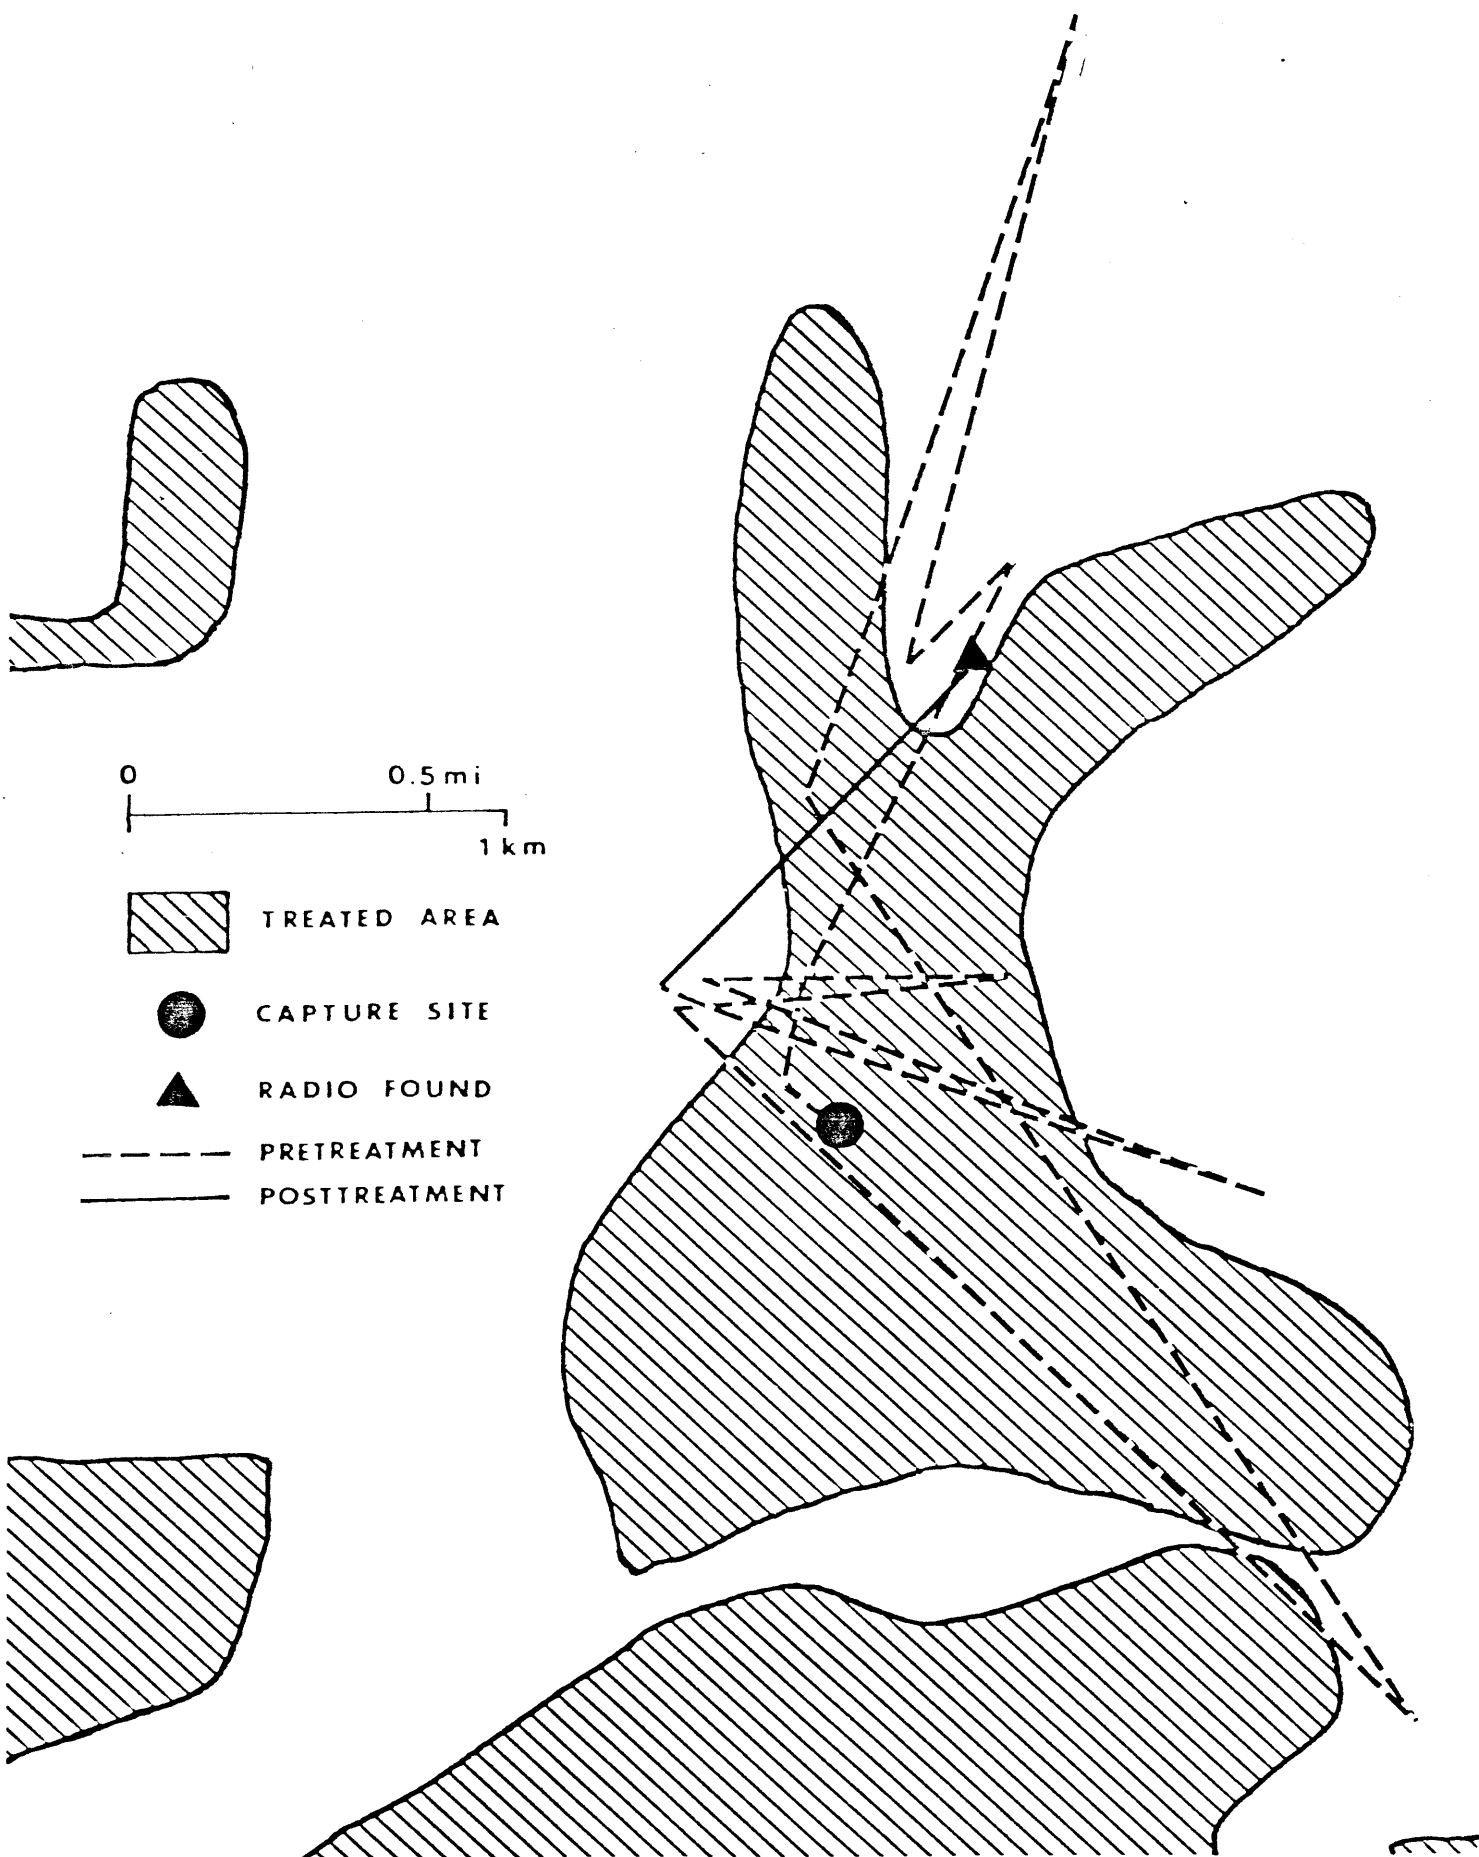 0 0.5 mi
1 km
TREATED AREA
CAPTURE SITE
RADIO FOUND
PRETREATMENT
POSTTREATMENT